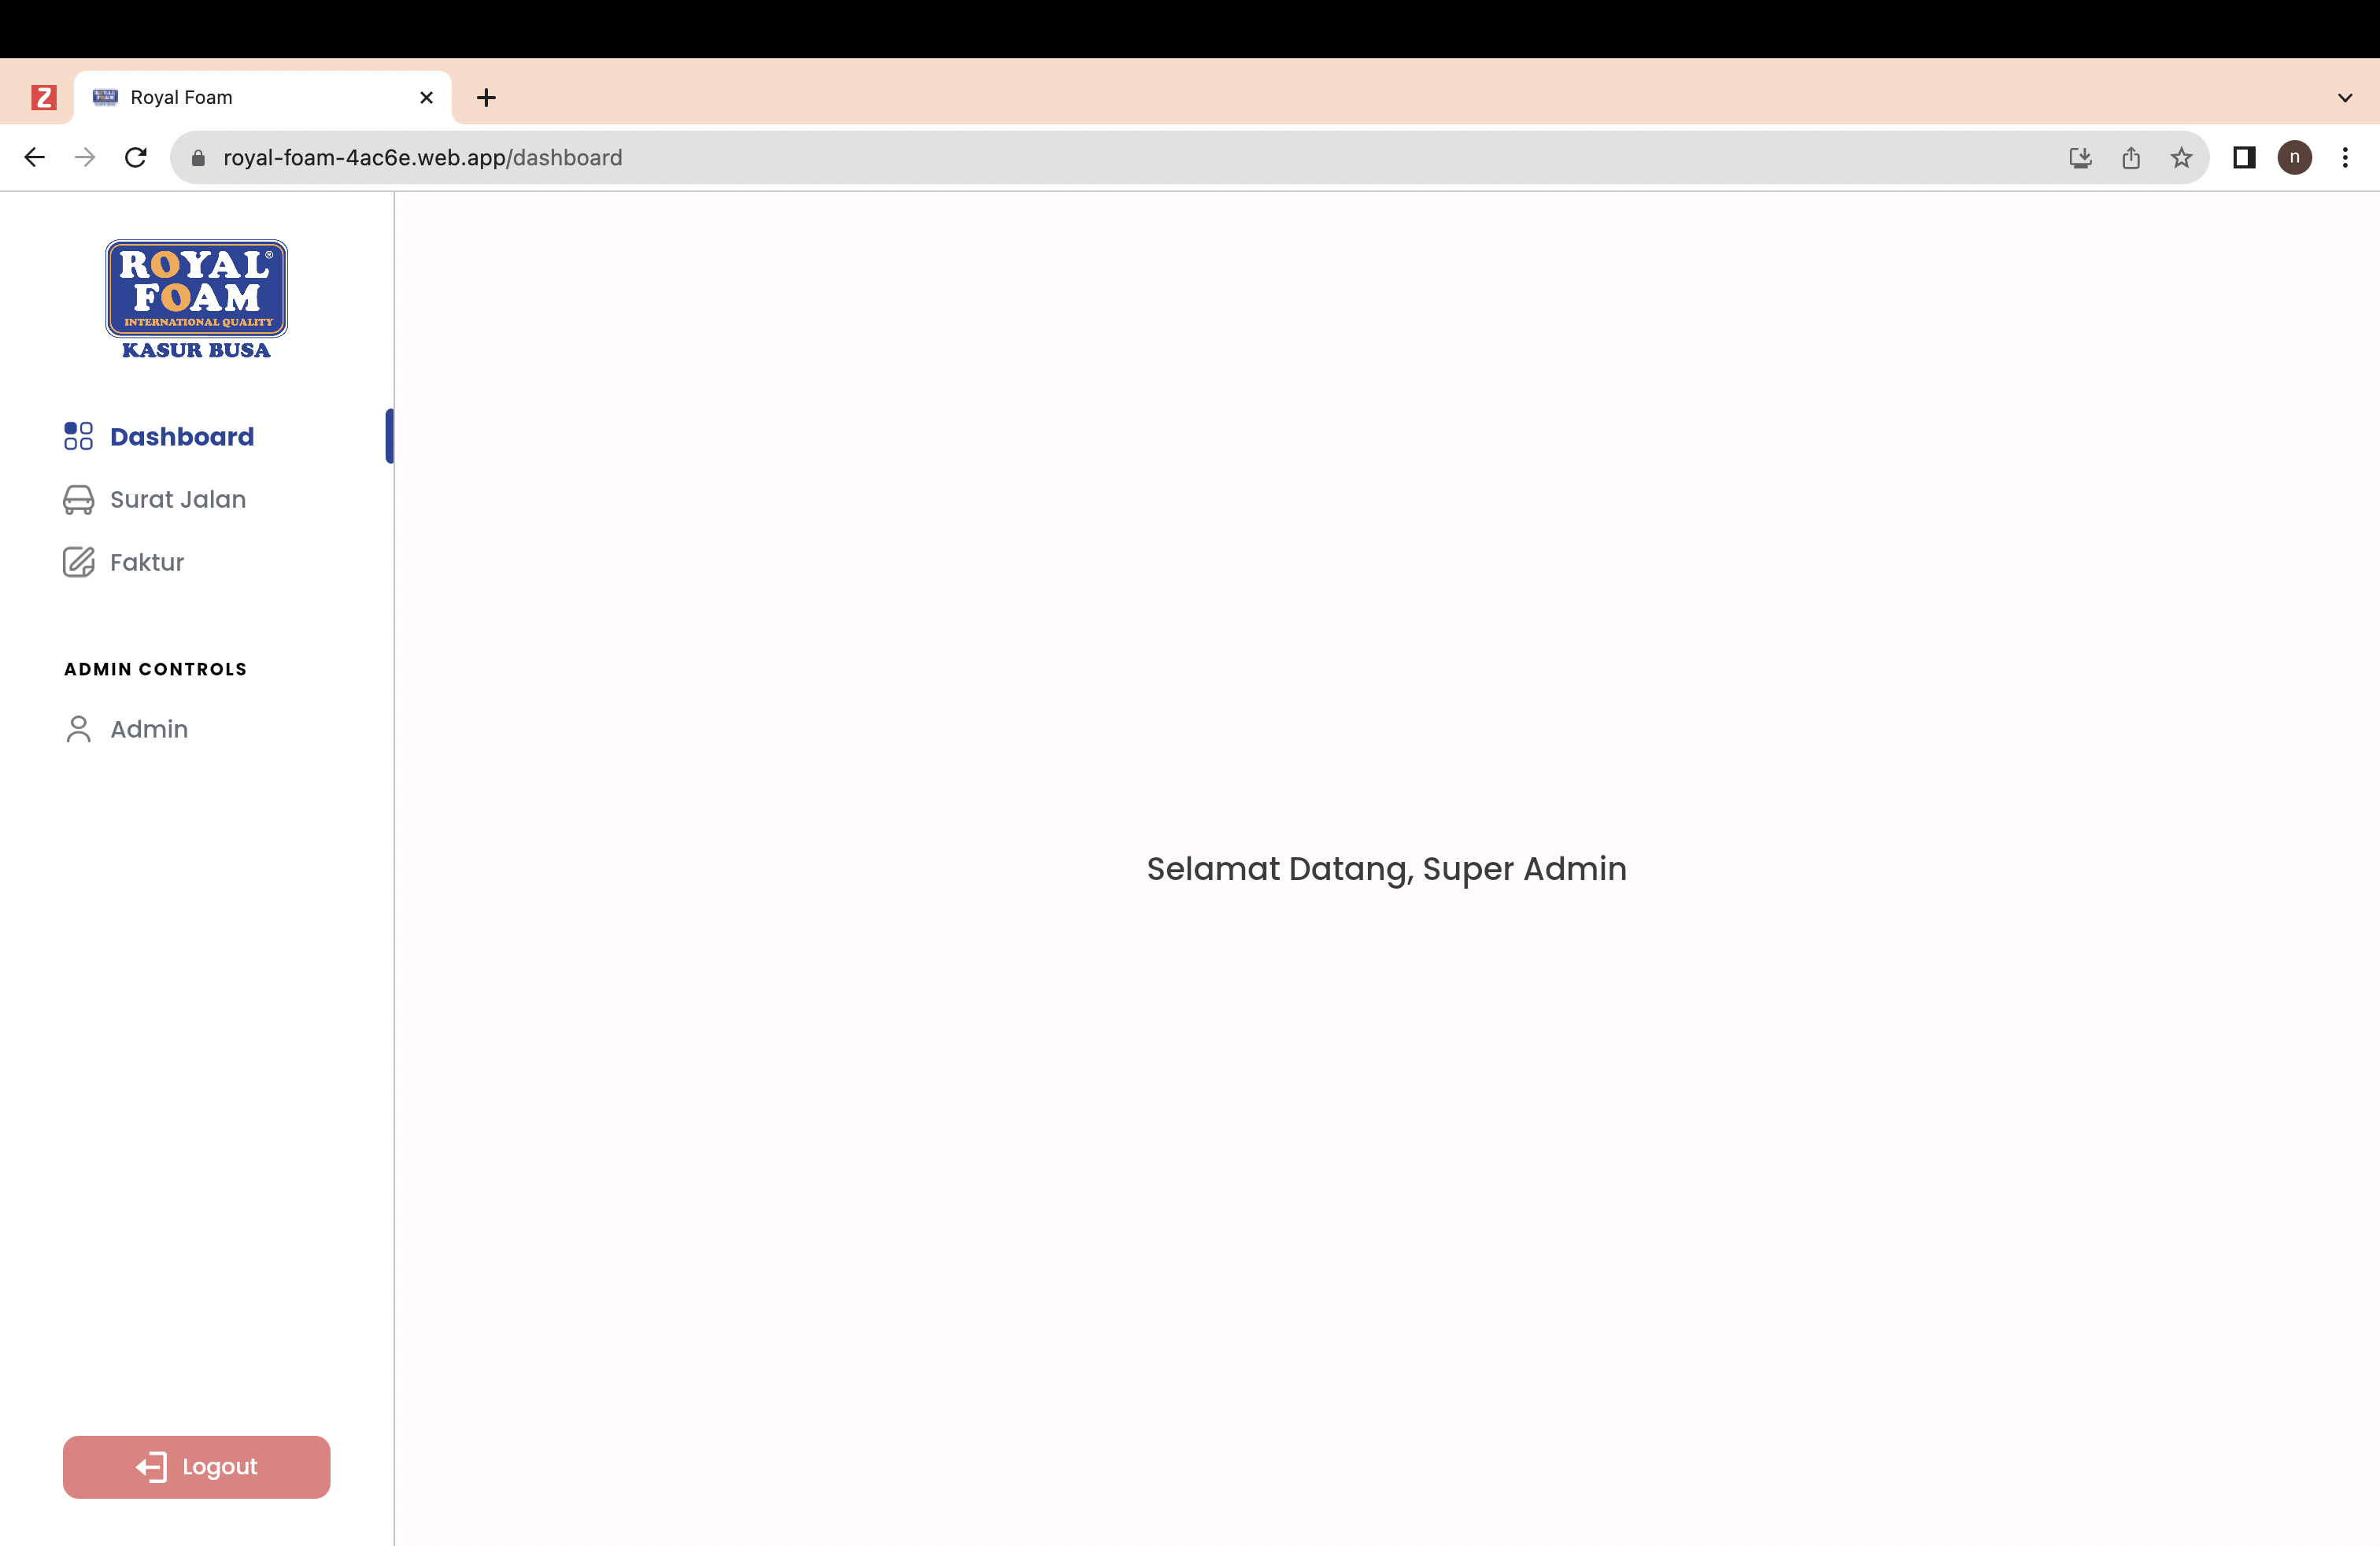 Z
Royal Foam
royal-foam-4ac6e.web.app/dashboard
n
ROYAL®
FOAM
INTERNATIONAL QUALITY
KASUR BUSA
Dashboard
Surat Jalan
Faktur
ADMIN CONTROLS
Admin
Selamat Datang, Super Admin
Logout